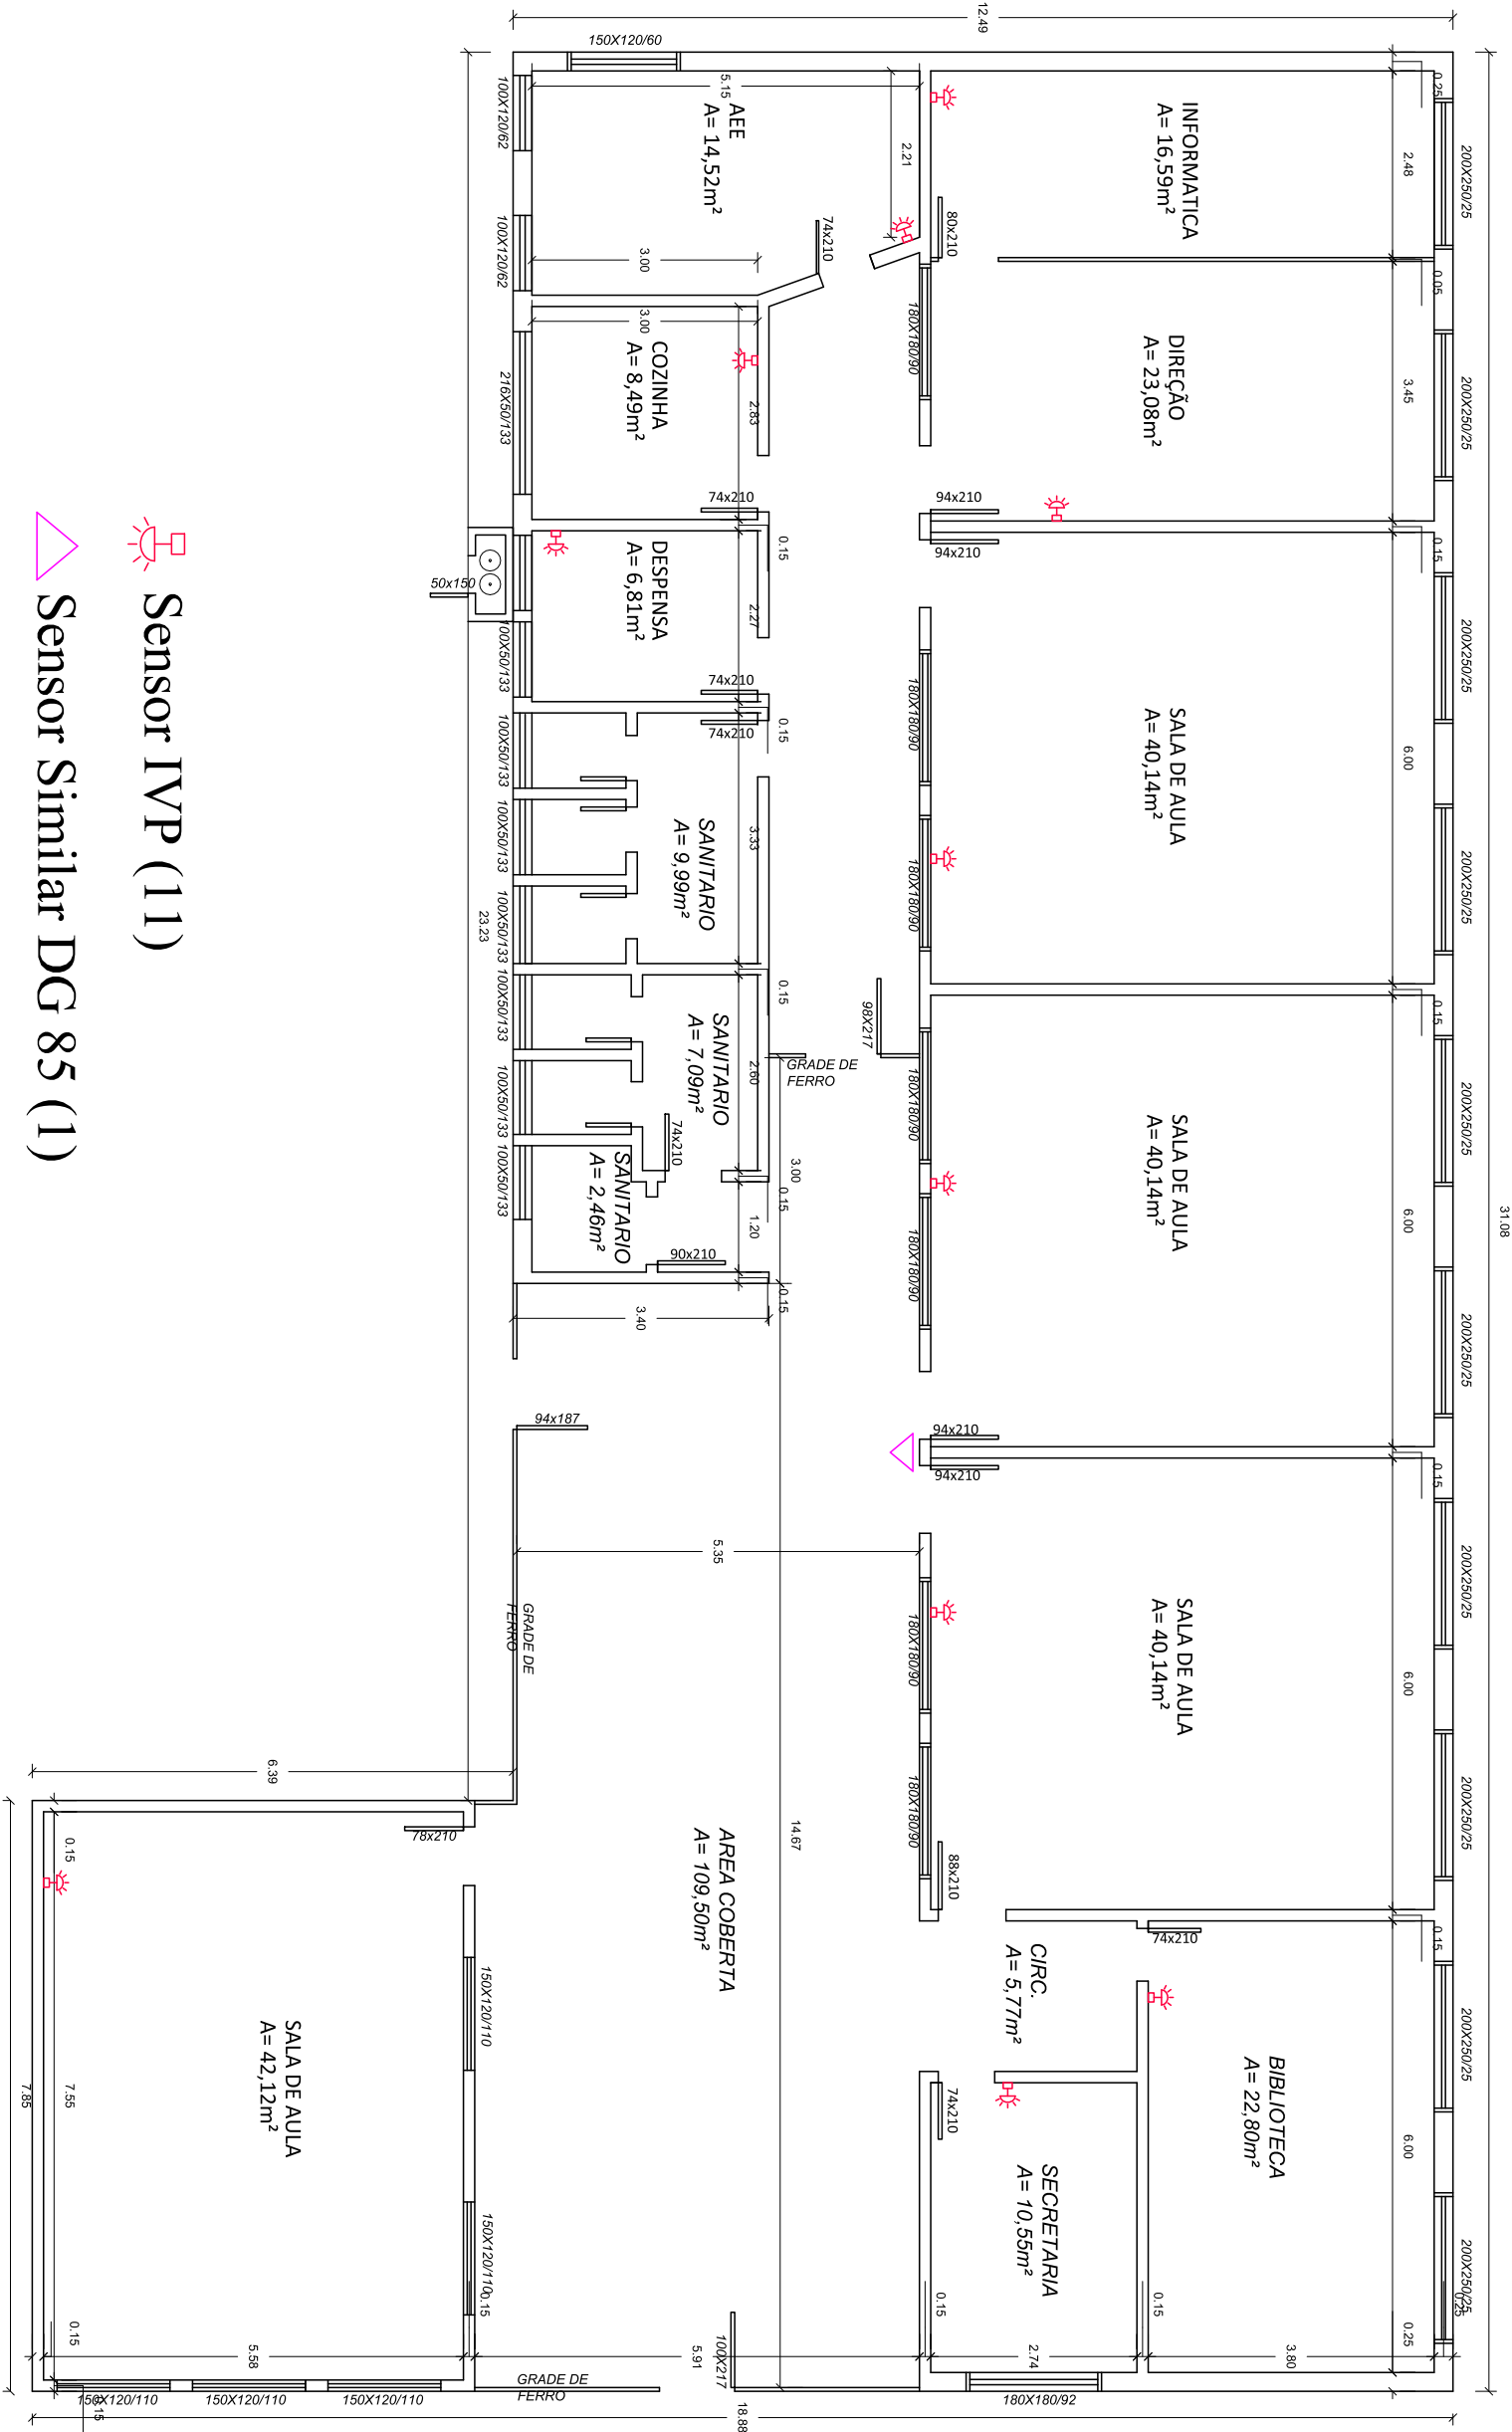 12.49
31.08
150X120/60
100X120/62
100X120/62
216X50/133
5.15
AEE
A= 14,52m²
2.21
74x210
80x210
3.00
3.00
INFORMATICA
A= 16,59m²
0.25
2.48
200X250/25
0.05
DIREÇÃO
A= 23,08m²
3.45
200X250/25
180X180/90
COZINHA
A= 8,49m²
2.83
74x210
94x210
94x210
0.15
0.15
DESPENSA
A= 6,81m²
2.27
50x150
100X50/133
74x210
74x210
0.15
180X180/90
SALA DE AULA
A= 40,14m²
6.00
200X250/25
200X250/25
180X180/90
SANITARIO
A= 9,99m²
3.33
100X50/133
100X50/133
100X50/133
23.23
0.15
98X217
GRADE DE
FERRO
0.15
SANITARIO
A= 7,09m²
2.60
100X50/133
100X50/133
100X50/133
74x210
SANITARIO
A= 2,46m²
3.00
0.15
1.20
90x210
0.15
3.40
180X180/90
180X180/90
SALA DE AULA
A= 40,14m²
6.00
200X250/25
200X250/25
94x187
94x210
94x210
0.15
5.35
GRADE DE
FERRO
180X180/90
180X180/90
SALA DE AULA
A= 40,14m²
6.00
200X250/25
200X250/25
88x210
14.67
AREA COBERTA
A= 109,50m²
6.39
78x210
0.15
0.15
74x210
CIRC.
A= 5,77m²
150X120/110
SALA DE AULA
A= 42,12m²
7.55
7.85
74x210
BIBLIOTECA
A= 22,80m²
6.00
200X250/25
200X250/25
SECRETARIA
A= 10,55m²
150X120/110
0.15
0.15
0.15
0.25
0.25
0.15
5.58
5.91
2.74
3.80
100X217
GRADE DE
FERRO
150X120/110
150X120/110
150X120/110
0.15
180X180/92
18.88
Sensor IVP (11)
Sensor Similar DG 85 (1)